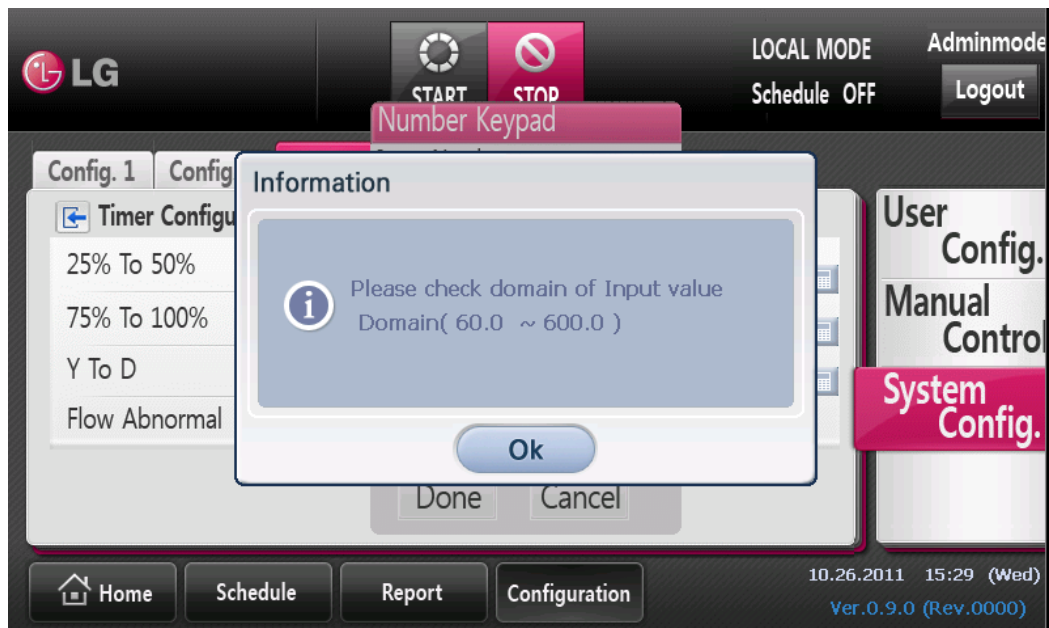 LG
START
STOP
LOCAL MODE
Schedule OFF
Adminmode
Logout
Number Keypad
Config. 1
Config
Timer Configu
25% To 50%
75% To 100%
Y To D
Flow Abnormal
Information
Please check domain of Input value
Domain( 60.0 ~ 600.0 )
Ok
Done
Cancel
User
Config.
Manual
Control
System
Config.
Home
Schedule
Report
Configuration
10.26.2011 15:29 (Wed)
Ver.0.9.0 (Rev.0000)